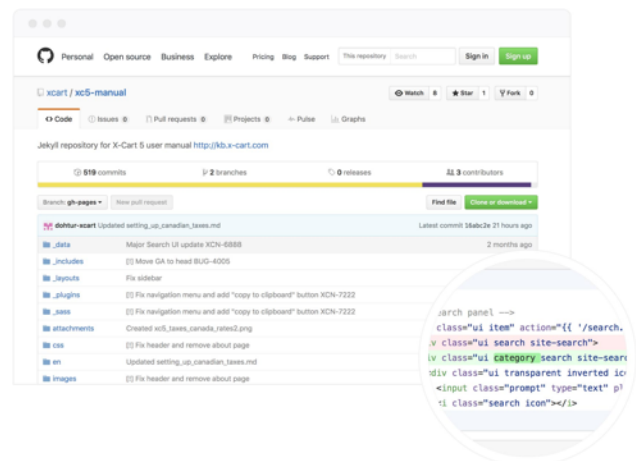 Personal Open source Business Explore Pricing Blog Support This repository Search Sign in Sign up
xcart / xc5-manual Watch 8 Star 1 Fork 0
Code Issues 0 Pull requests 0 Projects 0 Pulse Graphs
Jekyll repository for X-Cart 5 user manual http://kb.x-cart.com
519 commits 2 branches 0 releases 3 contributors
Branch: gh-pages New pull request Find file Clone or download
dohtur-xcart Updated setting_up_canadian_taxes.md Latest commit 16abc2e 21 hours ago
_data Major Search UI update XCN-6888 2 months ago
_includes [!] Move GA to head BUG-4005
_layouts Fix sidebar
_plugins [!] Fix navigation menu and add "copy to clipboard" button XCN-7222
_sass [!] Fix navigation menu and add "copy to clipboard" button XCN-7222
attachments Created xc5_taxes_canada_rates2.png
css [!] Fix header and remove about page
en Updated setting_up_canadian_taxes.md
images [!] Fix header and remove about page
earch panel -->
class="ui item" action="{{ '/search.
v class="ui search site-search">
iv class="ui category search site-sear
div class="ui transparent inverted ic
<input class="prompt" type="text" pl
i class="search icon"></i>